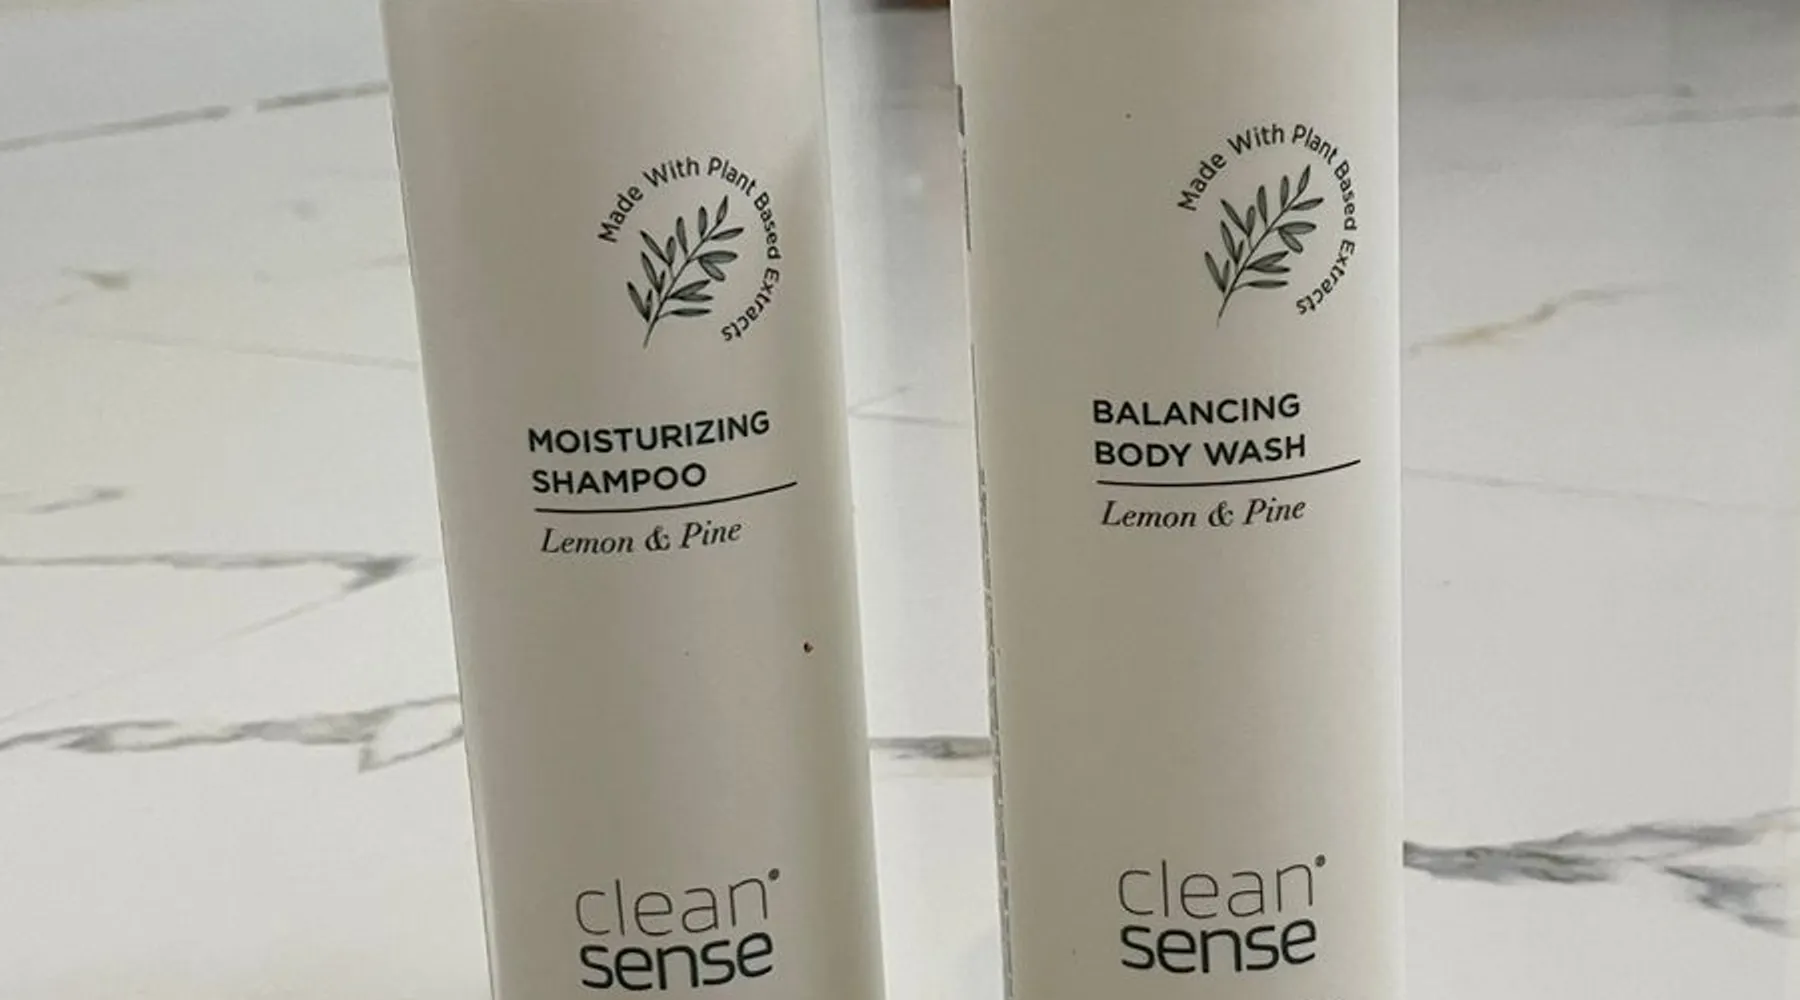 Made With Plant Based Extracts
MOISTURIZING
SHAMPOO
Lemon & Pine
clean
sense
Made With Plant Based Extracts
BALANCING
BODY WASH
Lemon & Pine
clean
sense